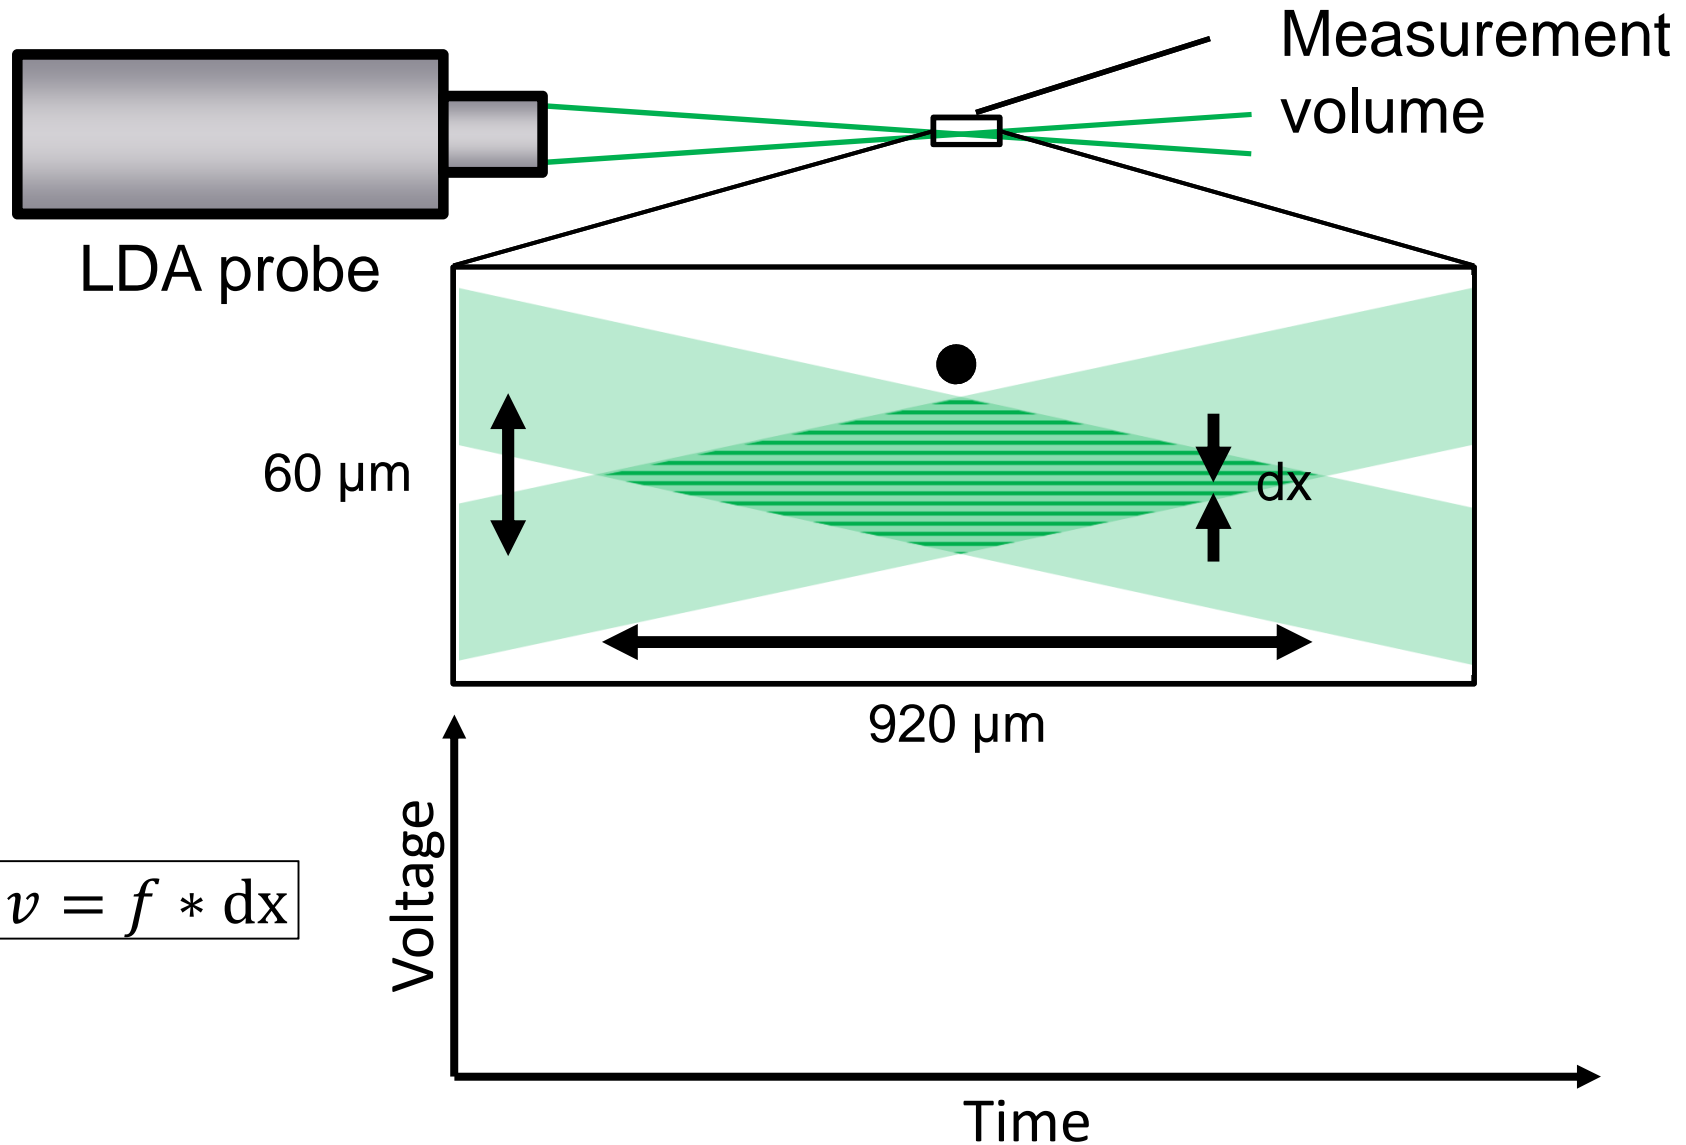 Measurement
volume
LDA probe
60 µm
dx
920 µm
Voltage
v = f * dx
Time